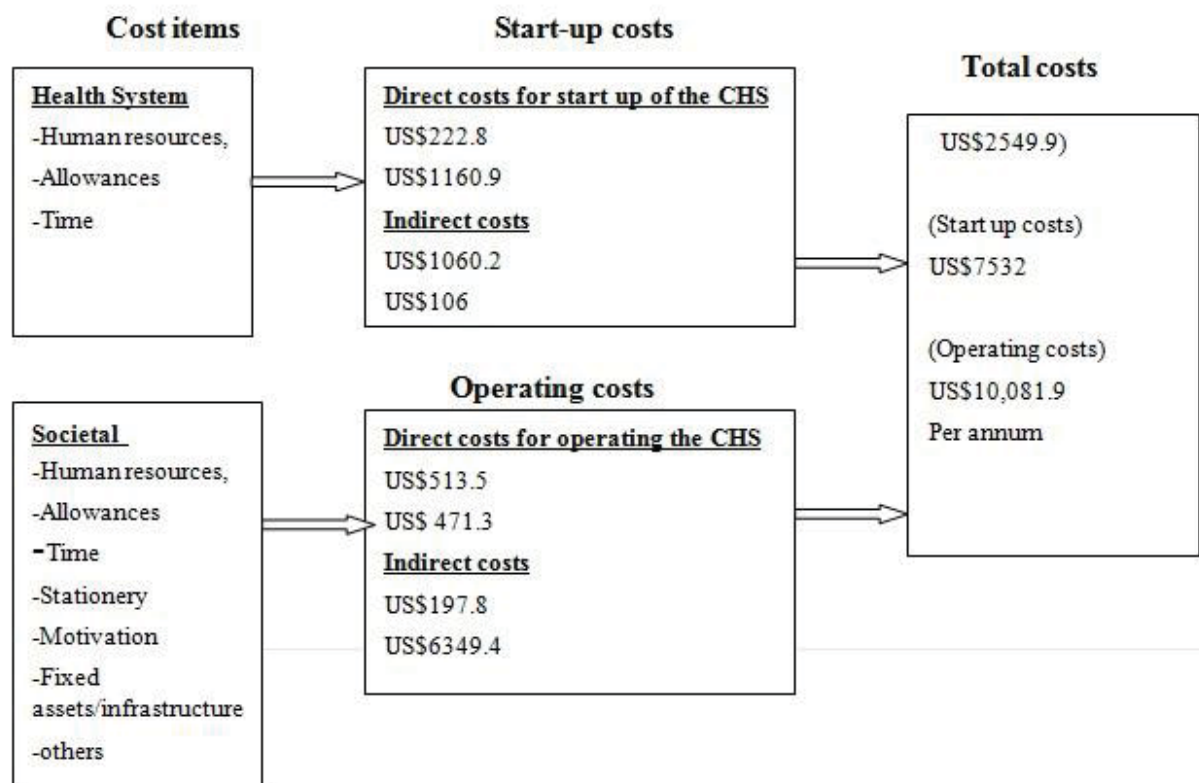 Cost items
Start-up costs
Total costs
Health System
-Human resources,
-Allowances
-Time
Direct costs for start up of the CHS
US$222.8
US$1160.9
Indirect costs
US$1060.2
US$106
US$2549.9)
(Start up costs)
US$7532
(Operating costs)
US$10,081.9
Per annum
Operating costs
Societal
-Human resources,
-Allowances
-Time
-Stationery
-Motivation
-Fixed
assets/infrastructure
-others
Direct costs for operating the CHS
US$513.5
US$ 471.3
Indirect costs
US$197.8
US$6349.4